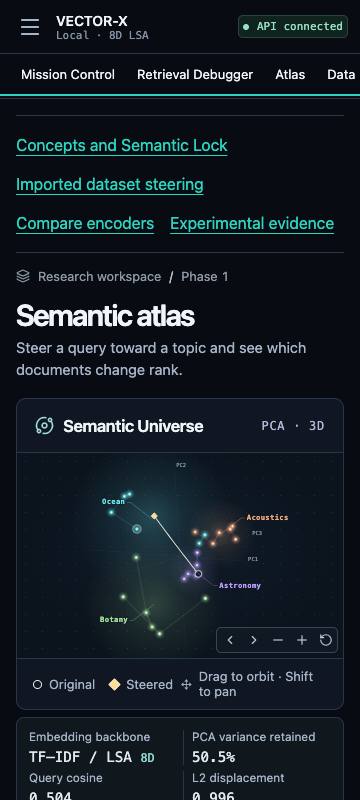 VECTOR-X
Local · 8D LSA
API connected
Mission Control Retrieval Debugger Atlas Data
Concepts and Semantic Lock
Imported dataset steering
Compare encoders Experimental evidence
Research workspace / Phase 1
Semantic atlas
Steer a query toward a topic and see which
documents change rank.
Semantic Universe PCA · 3D
PC2
Ocean
Acoustics
PC3
PC1
Astronomy
Botany
Original Steered Drag to orbit · Shift
to pan
Embedding backbone PCA variance retained
TF–IDF / LSA 8D 50.5%
Query cosine L2 displacement
0.504 0.996